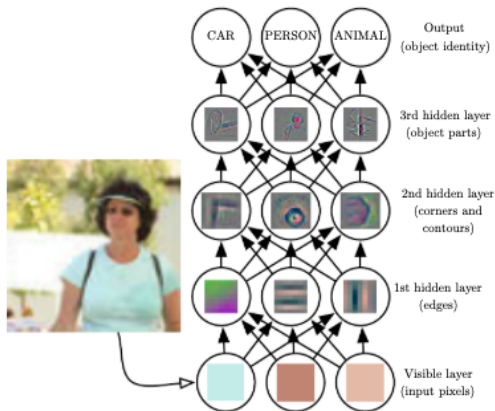 CAR PERSON ANIMAL
Output
(object identity)
3rd hidden layer
(object parts)
2nd hidden layer
(corners and
contours)
1st hidden layer
(edges)
Visible layer
(input pixels)